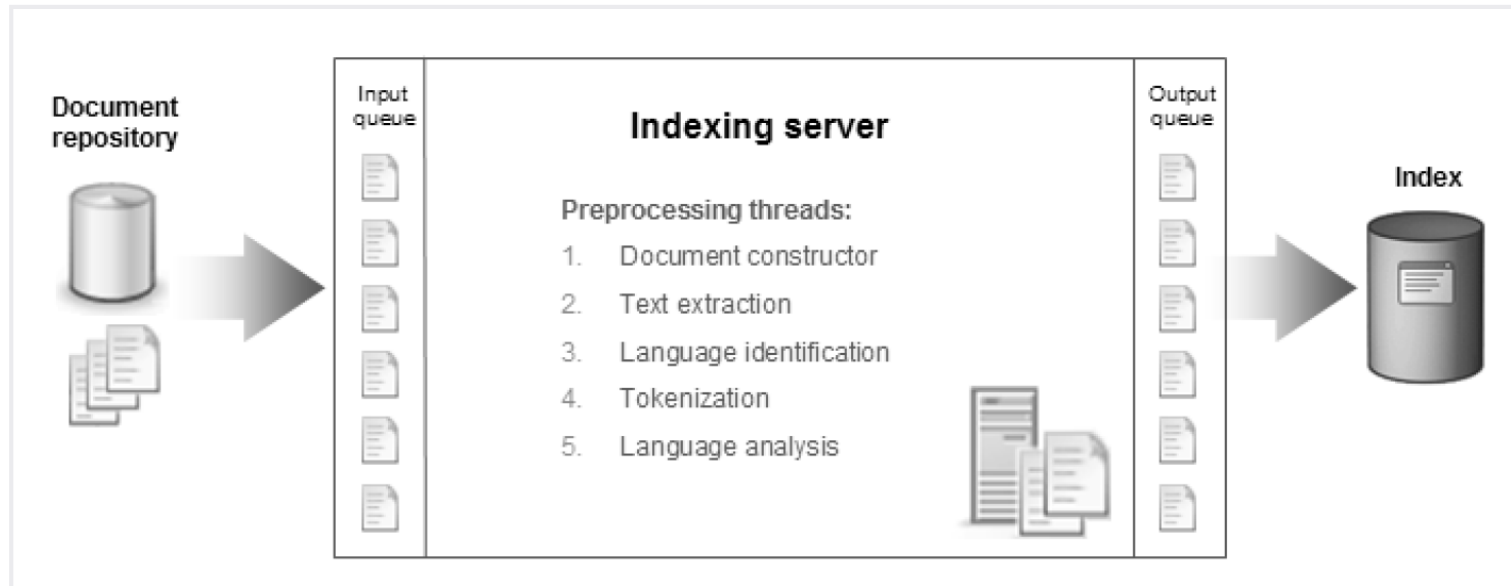 Document
repository
Input
queue
Indexing server
Preprocessing threads:
1. Document constructor
2. Text extraction
3. Language identification
4. Tokenization
5. Language analysis
Output
queue
Index